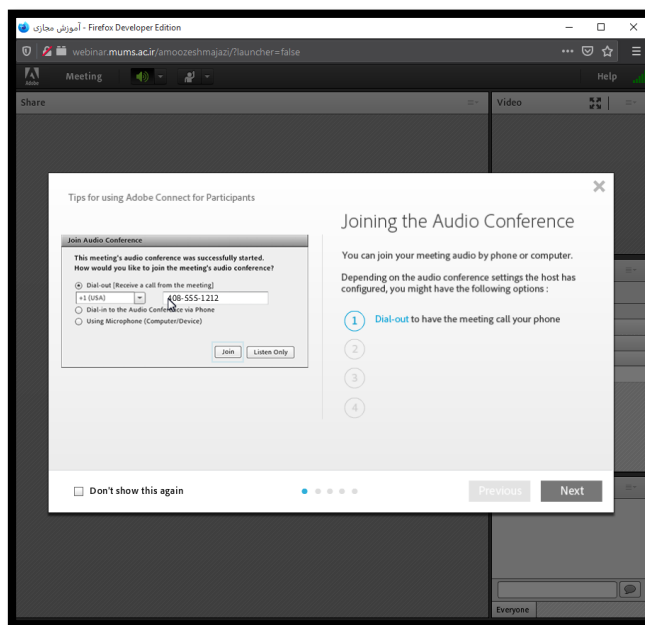 آموزش مجازی - Firefox Developer Edition
webinar.mums.ac.ir/amoozeshmajazi/?launcher=false
Adobe
Meeting
Help
Share
Video
Tips for using Adobe Connect for Participants
Joining the Audio Conference
Join Audio Conference
This meeting's audio conference was successfully started.
How would you like to join the meeting's audio conference?
Dial-out [Receive a call from the meeting]
+1 (USA)
408-555-1212
Dial-in to the Audio Conference via Phone
Using Microphone (Computer/Device)
Join
Listen Only
You can join your meeting audio by phone or computer.
Depending on the audio conference settings the host has
configured, you might have the following options :
1 Dial-out to have the meeting call your phone
2
3
4
Don't show this again
Previous
Next
Everyone